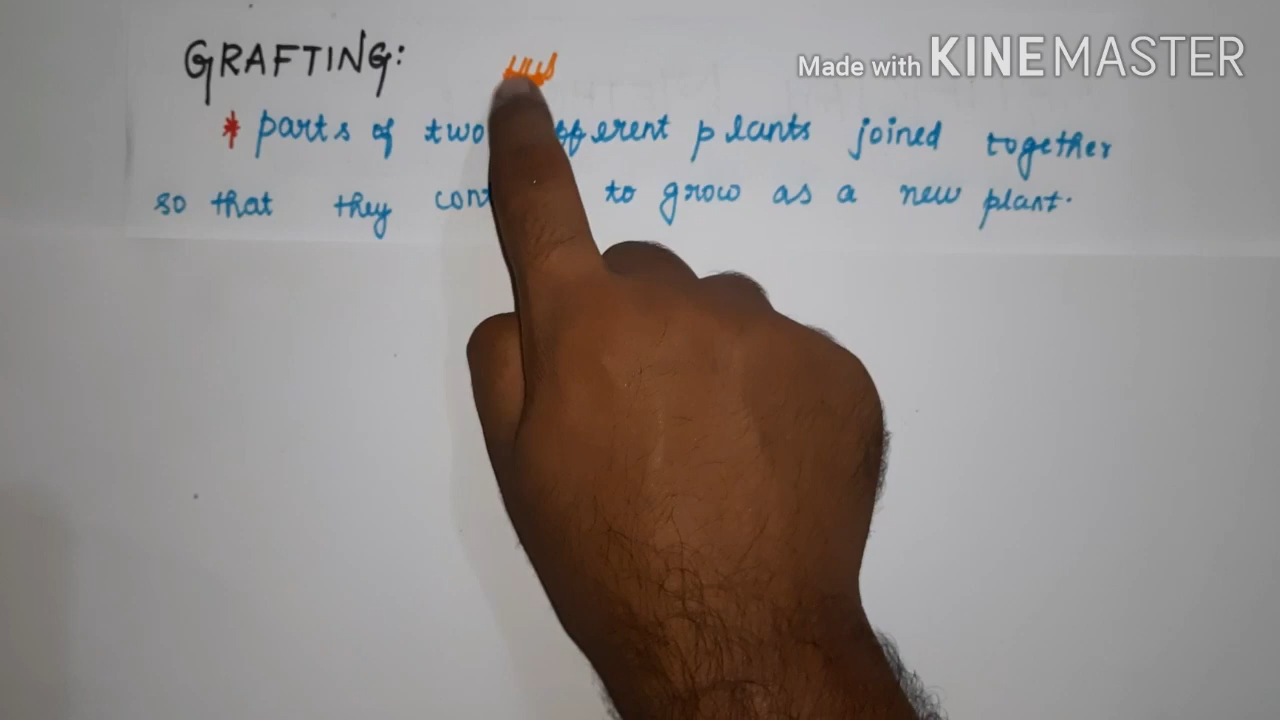 GRAFTING:
Made with KINEMASTER
* parts of two plants joined together
so that they to grow as a new plant.